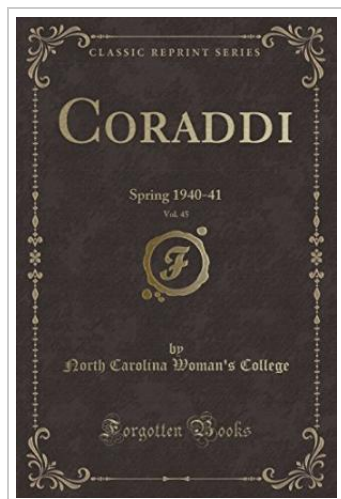 CLASSIC REPRINT SERIES
CORADDI
Spring 1940-41
Vol. 45
F
by
North Carolina Woman's College
Forgotten Books